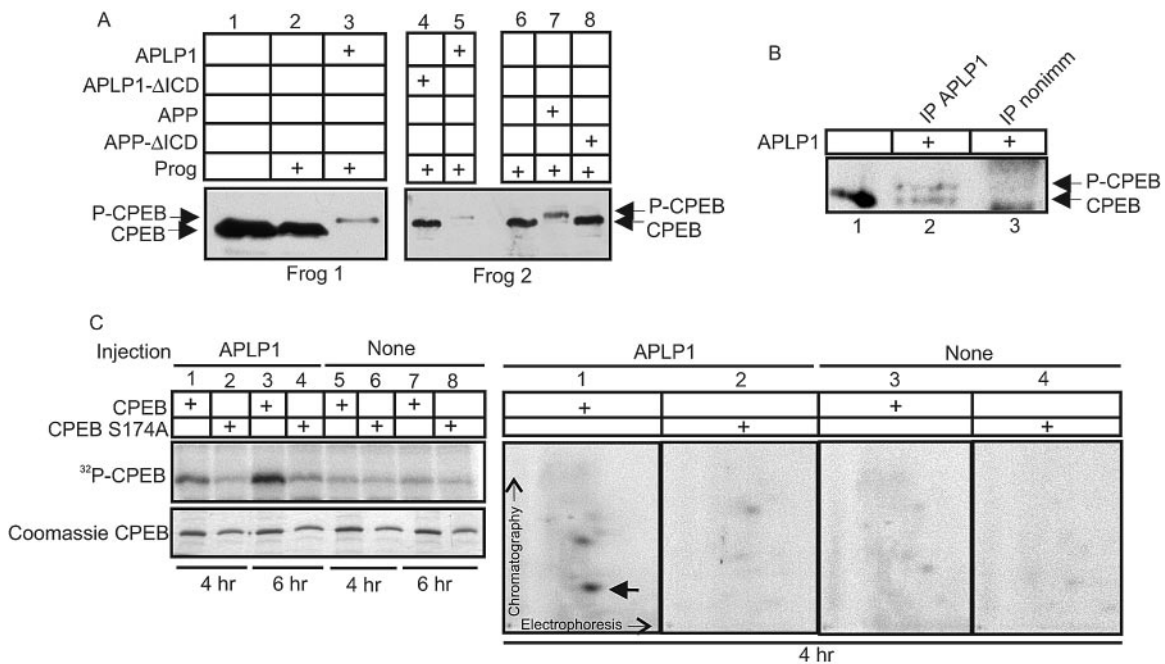 A
1 2 3 4 5 6 7 8
APLP1 + +
APLP1-ΔICD +
APP +
APP-ΔICD +
Prog + + + + + + +
P-CPEB
CPEB
P-CPEB
CPEB
Frog 1 Frog 2
B
IP APLP1
IP nonimm
APLP1 + +
P-CPEB
CPEB
1 2 3
C
Injection APLP1 None
1 2 3 4 5 6 7 8
CPEB + + + +
CPEB S174A + + + +
³²P-CPEB
Coomassie CPEB
4 hr 6 hr 4 hr 6 hr
APLP1 None
1 2 3 4
+ +
+ +
Chromatography
Electrophoresis
4 hr